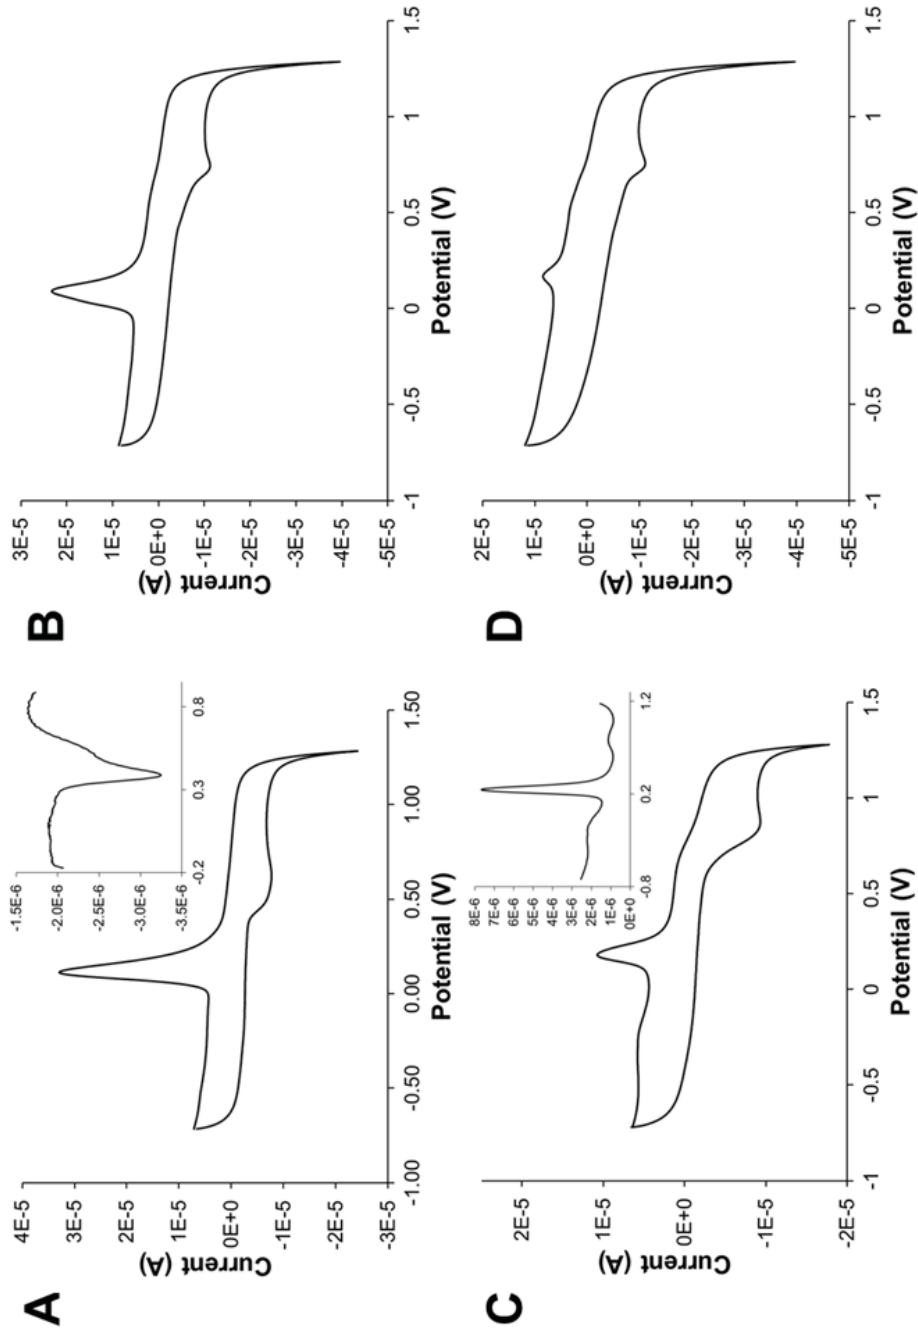 A
Current (A)
4E-5
3E-5
2E-5
1E-5
0E+0
-1E-5
-2E-5
-3E-5
-1.00 -0.50 0.00 0.50 1.00 1.50
Potential (V)
-1.5E-6
-2.0E-6
-2.5E-6
-3.0E-6
-3.5E-6
-0.2 0.3 0.8
B
Current (A)
3E-5
2E-5
1E-5
0E+0
-1E-5
-2E-5
-3E-5
-4E-5
-5E-5
-1 -0.5 0 0.5 1 1.5
Potential (V)
C
Current (A)
2E-5
1E-5
0E+0
-1E-5
-2E-5
-1 -0.5 0 0.5 1 1.5
Potential (V)
8E-6
7E-6
6E-6
5E-6
4E-6
3E-6
2E-6
1E-6
0E+0
-0.8 0.2 1.2
D
Current (A)
2E-5
1E-5
0E+0
-1E-5
-2E-5
-3E-5
-4E-5
-5E-5
-1 -0.5 0 0.5 1 1.5
Potential (V)